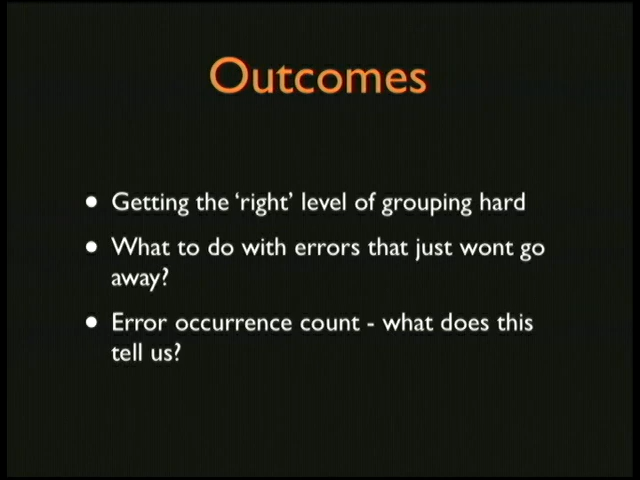 Outcomes
• Getting the ‘right’ level of grouping hard
• What to do with errors that just wont go
away?
• Error occurrence count - what does this
tell us?